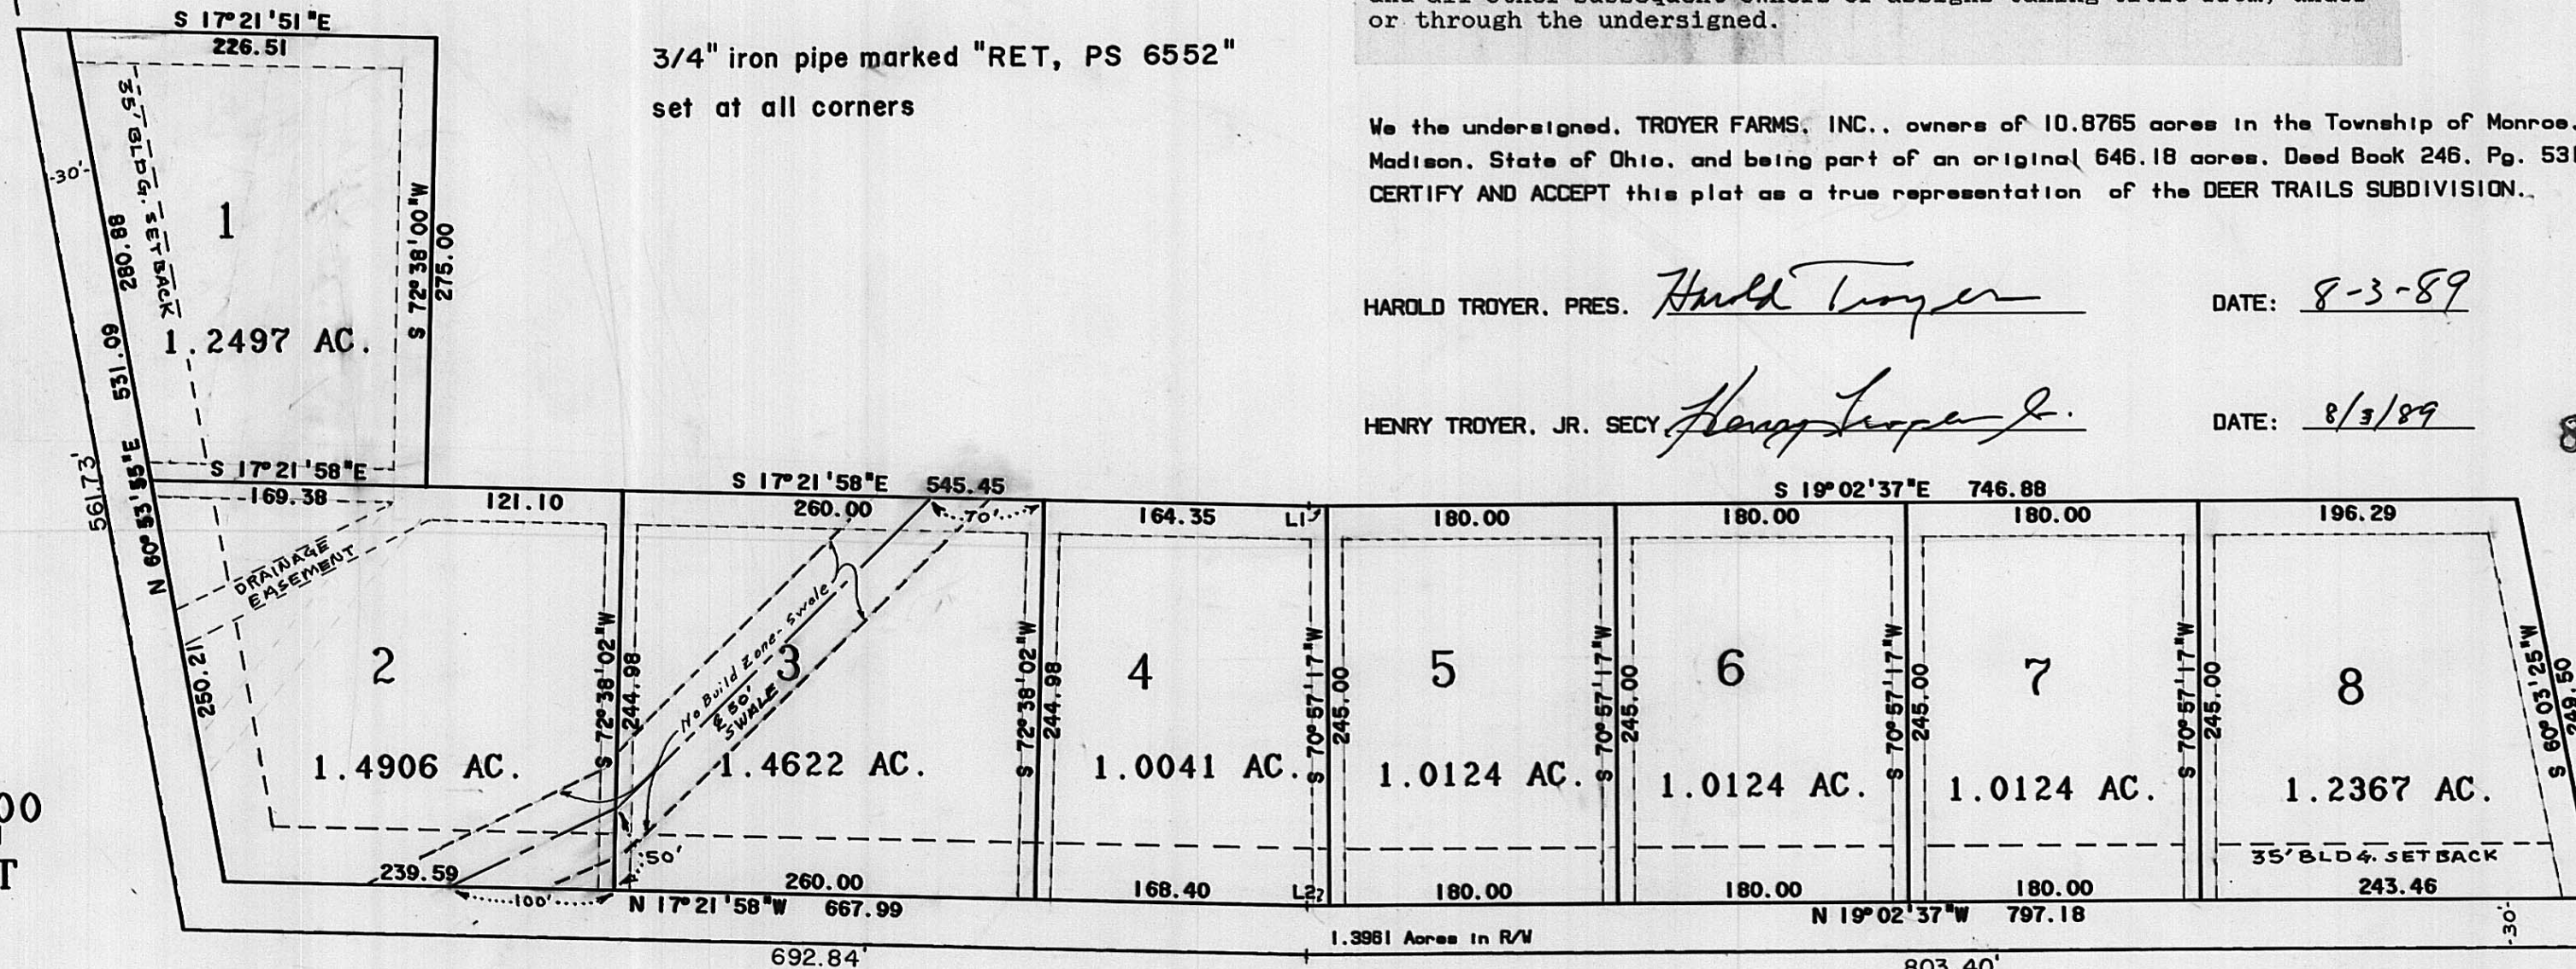 or through the undersigned.
3/4" iron pipe marked "RET, PS 6552"
set at all corners
We the undersigned. TROYER FARMS. INC.. owners of 10.8765 acres in the Township of Monroe.
Madison. State of Ohio. and being part of an original 646.18 acres. Deed Book 246. Pg. 531
CERTIFY AND ACCEPT this plat as a true representation of the DEER TRAILS SUBDIVISION.
HAROLD TROYER. PRES. Harold Troyer DATE: 8-3-89
HENRY TROYER. JR. SECY. Henry Troyer Jr. DATE: 8/3/89
S 17° 21' 51" E
226.51
-30'-
35' BLDG. SETBACK
1
280.88
S 72° 38' 00" W
275.00
1.2497 AC.
N 60° 53' 55" E 531.09
561.73'
S 17° 21' 58" E
169.38
121.10
S 17° 21' 58" E 545.45
260.00
70'
164.35
L1
S 19° 02' 37" E 746.88
180.00
180.00
180.00
196.29
DRAINAGE
EASEMENT
250.21
2
1.4906 AC.
S 72° 38' 02" W
244.98
No Build Zone - Swale
℄ 50'
SWALE
3
1.4622 AC.
S 72° 38' 02" W
244.98
4
1.0041 AC.
S 70° 57' 17" W
245.00
5
1.0124 AC.
S 70° 57' 17" W
245.00
6
1.0124 AC.
S 70° 57' 17" W
245.00
7
1.0124 AC.
S 70° 57' 17" W
245.00
8
1.2367 AC.
S 60° 03' 25" W
249.50
35' BLDG. SETBACK
239.59
100'
50'
260.00
168.40
L2
180.00
180.00
180.00
243.46
N 17° 21' 58" W 667.99
N 19° 02' 37" W 797.18
-30'-
1.3961 Acres in R/W
692.84'
803.40'
00
T